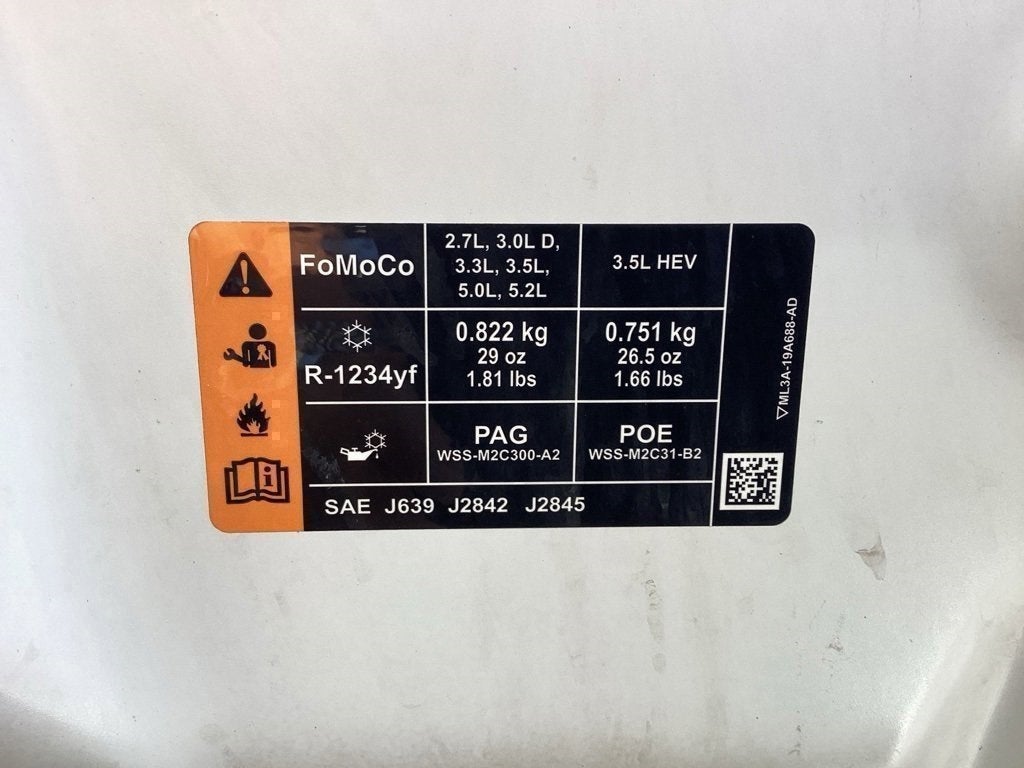 FoMoCo
2.7L, 3.0L D,
3.3L, 3.5L,
5.0L, 5.2L
3.5L HEV
R-1234yf
0.822 kg
29 oz
1.81 lbs
0.751 kg
26.5 oz
1.66 lbs
PAG
WSS-M2C300-A2
POE
WSS-M2C31-B2
SAE J639 J2842 J2845
ML3A-19A688-AD